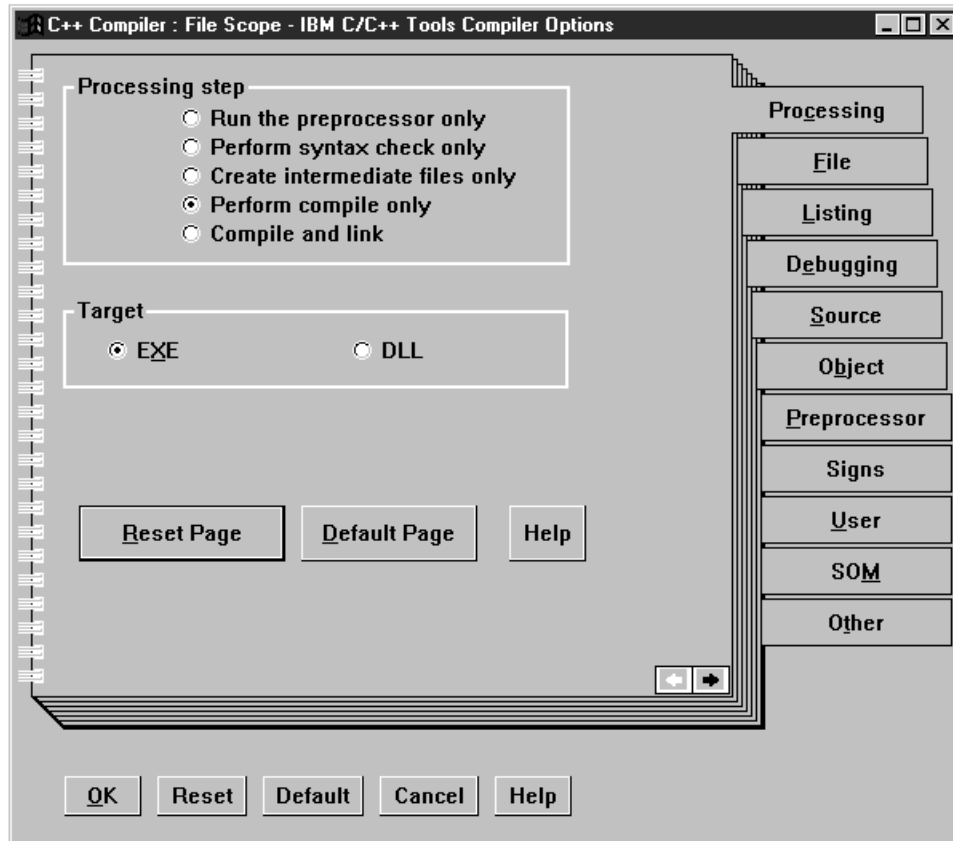 C++ Compiler : File Scope - IBM C/C++ Tools Compiler Options
Processing step
Run the preprocessor only
Perform syntax check only
Create intermediate files only
Perform compile only
Compile and link
Target
EXE
DLL
Reset Page
Default Page
Help
Processing
File
Listing
Debugging
Source
Object
Preprocessor
Signs
User
SOM
Other
OK
Reset
Default
Cancel
Help